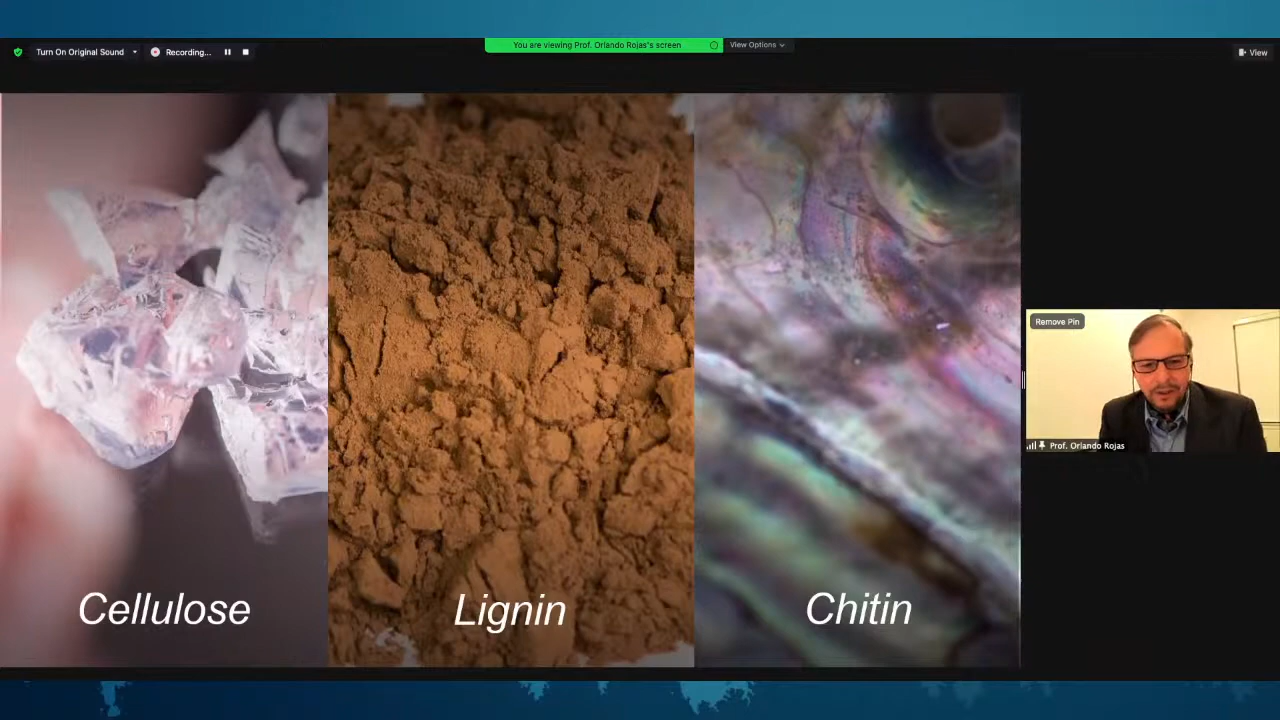 Turn On Original Sound
Recording...
You are viewing Prof. Orlando Rojas's screen
View Options
View
Remove Pin
Prof. Orlando Rojas
Cellulose
Lignin
Chitin